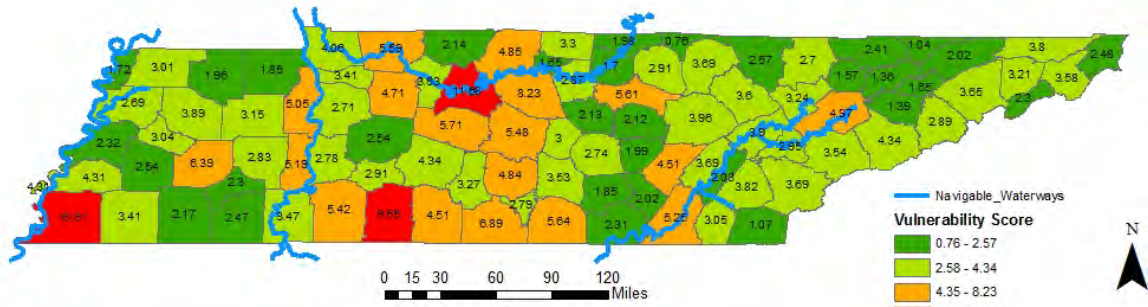 4.06 5.59 2.14 4.85 3.3 1.98 0.76
1.72 3.01 1.96 1.85 3.41 1.65 2.87 1.7 2.91 3.69 2.57 2.7 2.41 1.04 2.02 3.8 2.46
2.69 3.89 3.15 5.05 2.71 4.71 8.23 5.61 3.6 3.24 1.57 1.36 1.65 3.65 3.21 3.58
2.32 3.04 2.54 5.71 5.48 2.13 2.12 3.96 3.9 4.57 1.39 2.89 2.3
2.54 6.39 2.83 5.19 2.78 2.91 4.34 4.84 3 2.74 1.99 4.51 3.69 2.95 3.54 4.34
4.31 4.31 2.3 3.27 3.53 1.85 2.02 2.03 3.82 3.69
3.41 2.17 2.47 3.47 5.42 4.51 6.89 2.79 5.64 2.31 5.25 3.05 1.07
Navigable_Waterways
Vulnerability Score
0.76 - 2.57
2.58 - 4.34
4.35 - 8.23
N
0 15 30 60 90 120
Miles